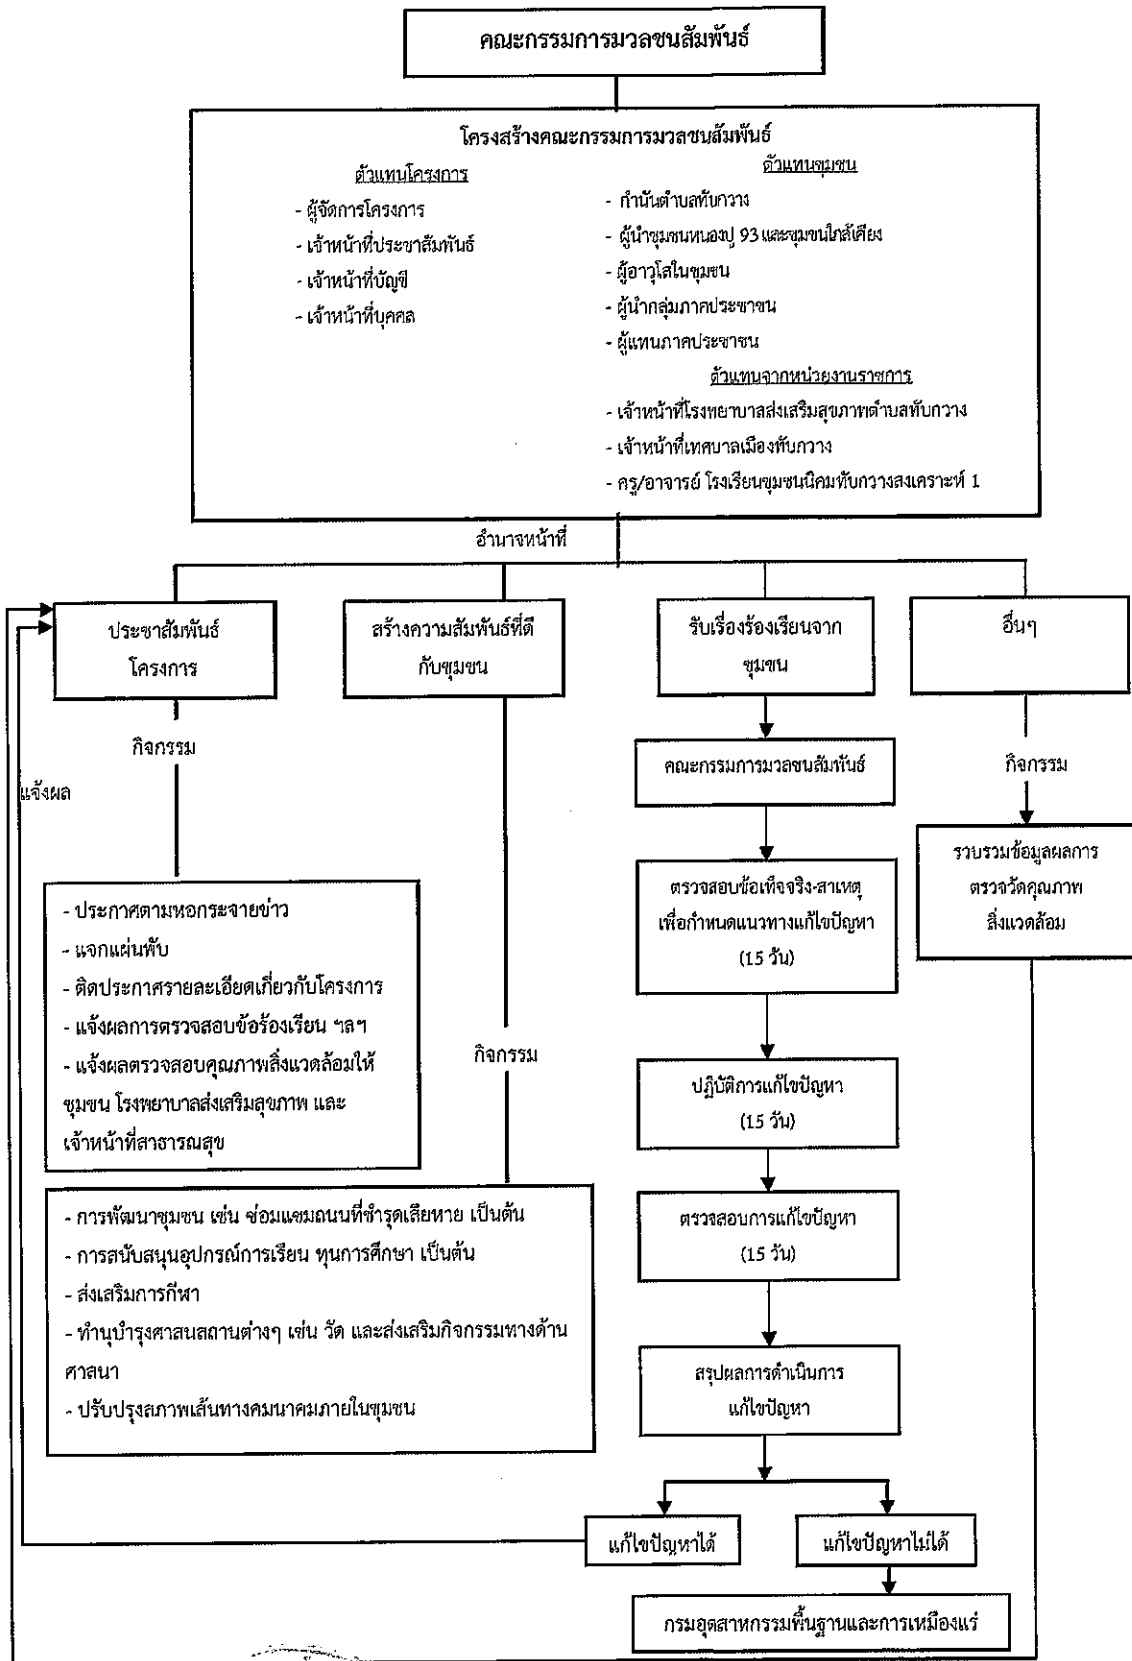 คณะกรรมการมวลชนสัมพันธ์
โครงสร้างคณะกรรมการมวลชนสัมพันธ์
ตัวแทนโครงการ
- ผู้จัดการโครงการ
- เจ้าหน้าที่ประชาสัมพันธ์
- เจ้าหน้าที่บัญชี
- เจ้าหน้าที่บุคคล
ตัวแทนชุมชน
- กำนันตำบลทับกวาง
- ผู้นำชุมชนหนองปู 93 และชุมชนใกล้เคียง
- ผู้อาวุโสในชุมชน
- ผู้นำกลุ่มภาคประชาชน
- ผู้แทนภาคประชาชน
ตัวแทนจากหน่วยงานราชการ
- เจ้าหน้าที่โรงพยาบาลส่งเสริมสุขภาพตำบลทับกวาง
- เจ้าหน้าที่เทศบาลเมืองทับกวาง
- ครู/อาจารย์ โรงเรียนชุมชนนิคมทับกวางสงเคราะห์ 1
อำนาจหน้าที่
ประชาสัมพันธ์
โครงการ
สร้างความสัมพันธ์ที่ดี
กับชุมชน
รับเรื่องร้องเรียนจาก
ชุมชน
อื่นๆ
กิจกรรม
แจ้งผล
- ประกาศตามหอกระจายข่าว
- แจกแผ่นพับ
- ติดประกาศรายละเอียดเกี่ยวกับโครงการ
- แจ้งผลการตรวจสอบข้อร้องเรียน ฯลฯ
- แจ้งผลตรวจสอบคุณภาพสิ่งแวดล้อมให้
ชุมชน โรงพยาบาลส่งเสริมสุขภาพ และ
เจ้าหน้าที่สาธารณสุข
กิจกรรม
- การพัฒนาชุมชน เช่น ซ่อมแซมถนนที่ชำรุดเสียหาย เป็นต้น
- การสนับสนุนอุปกรณ์การเรียน ทุนการศึกษา เป็นต้น
- ส่งเสริมการกีฬา
- ทำนุบำรุงศาสนสถานต่างๆ เช่น วัด และส่งเสริมกิจกรรมทางด้าน
ศาสนา
- ปรับปรุงสภาพเส้นทางคมนาคมภายในชุมชน
คณะกรรมการมวลชนสัมพันธ์
ตรวจสอบข้อเท็จจริง-สาเหตุ
เพื่อกำหนดแนวทางแก้ไขปัญหา
(15 วัน)
ปฏิบัติการแก้ไขปัญหา
(15 วัน)
ตรวจสอบการแก้ไขปัญหา
(15 วัน)
สรุปผลการดำเนินการ
แก้ไขปัญหา
แก้ไขปัญหาได้
แก้ไขปัญหาไม่ได้
กรมอุตสาหกรรมพื้นฐานและการเหมืองแร่
กิจกรรม
รวบรวมข้อมูลผลการ
ตรวจวัดคุณภาพ
สิ่งแวดล้อม